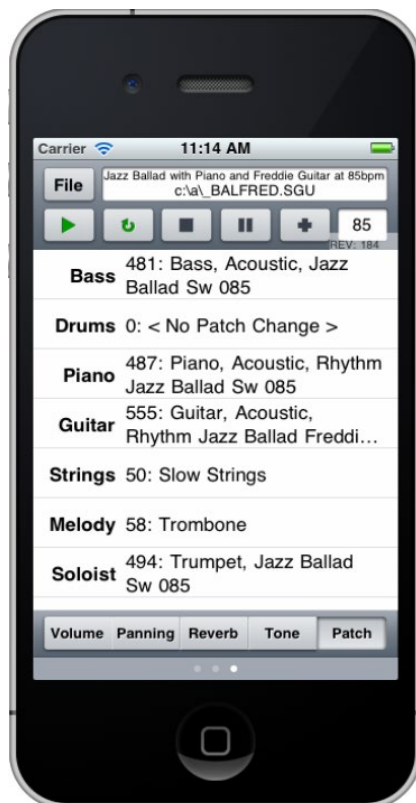 Carrier 11:14 AM
File Jazz Ballad with Piano and Freddie Guitar at 85bpm
c:\a\_BALFRED.SGU
85
REV: 184
Bass 481: Bass, Acoustic, Jazz
Ballad Sw 085
Drums 0: < No Patch Change >
Piano 487: Piano, Acoustic, Rhythm
Jazz Ballad Sw 085
Guitar 555: Guitar, Acoustic,
Rhythm Jazz Ballad Freddi...
Strings 50: Slow Strings
Melody 58: Trombone
Soloist 494: Trumpet, Jazz Ballad
Sw 085
Volume Panning Reverb Tone Patch